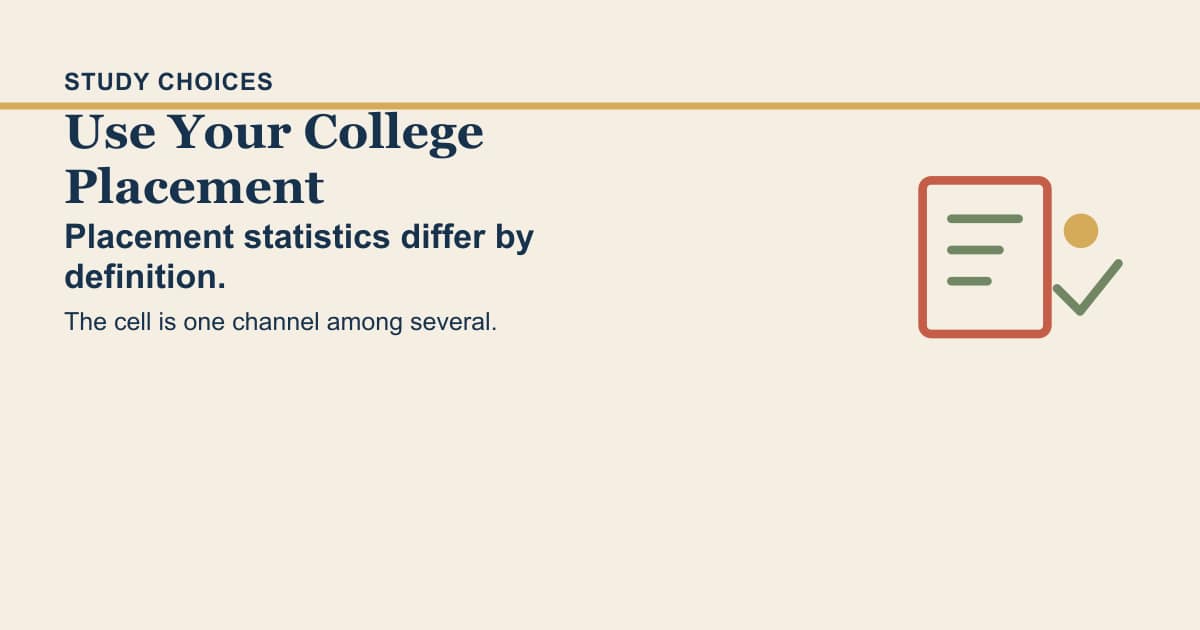 STUDY CHOICES
Use Your College
Placement
Placement statistics differ by
definition.
The cell is one channel among several.